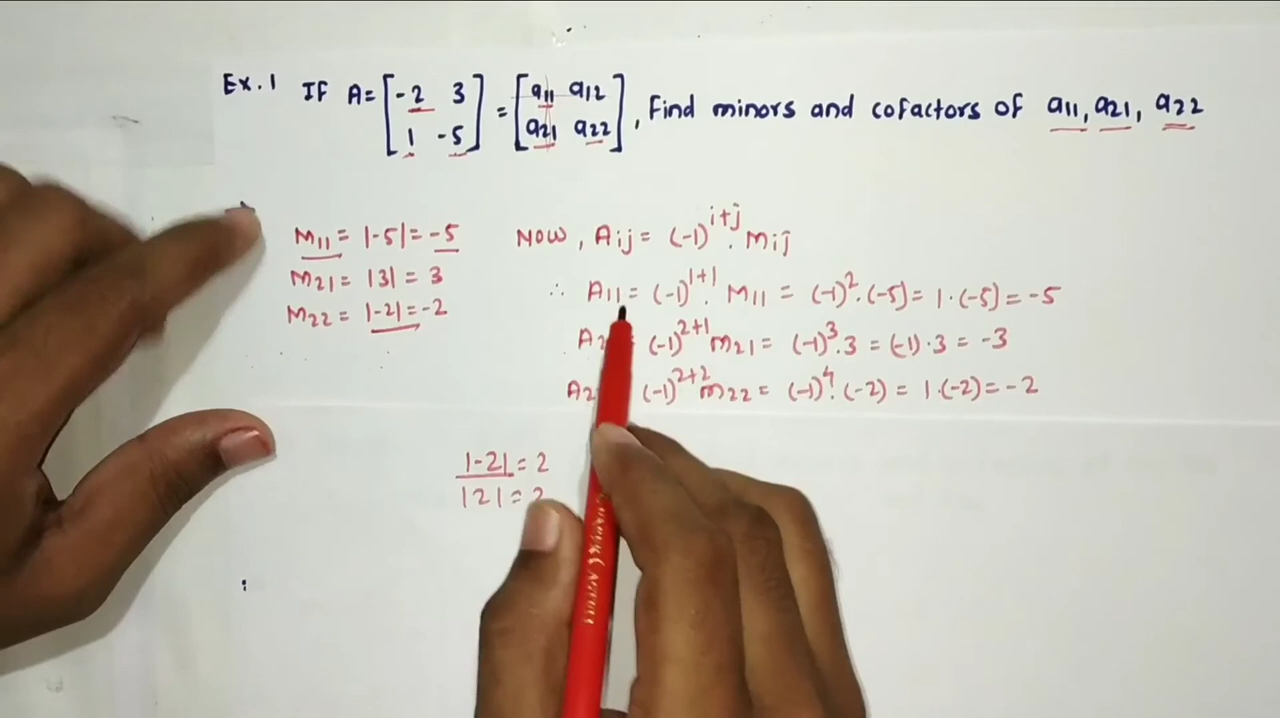 Ex. 1 If A = [-2 3 1 -5] = [a11 a12 a21 a22], Find minors and cofactors of a11, a21, a22
M11 = |-5| = -5
M21 = |3| = 3
M22 = |-2| = -2
Now, Aij = (-1)^i+j . Mij
∴ A11 = (-1)^1+1 . M11 = (-1)^2 . (-5) = 1 . (-5) = -5
A2 = (-1)^2+1 M21 = (-1)^3 . 3 = (-1) . 3 = -3
A2 (-1)^2+2 M22 = (-1)^4 . (-2) = 1 . (-2) = -2
|-2| = 2
|2| = 2